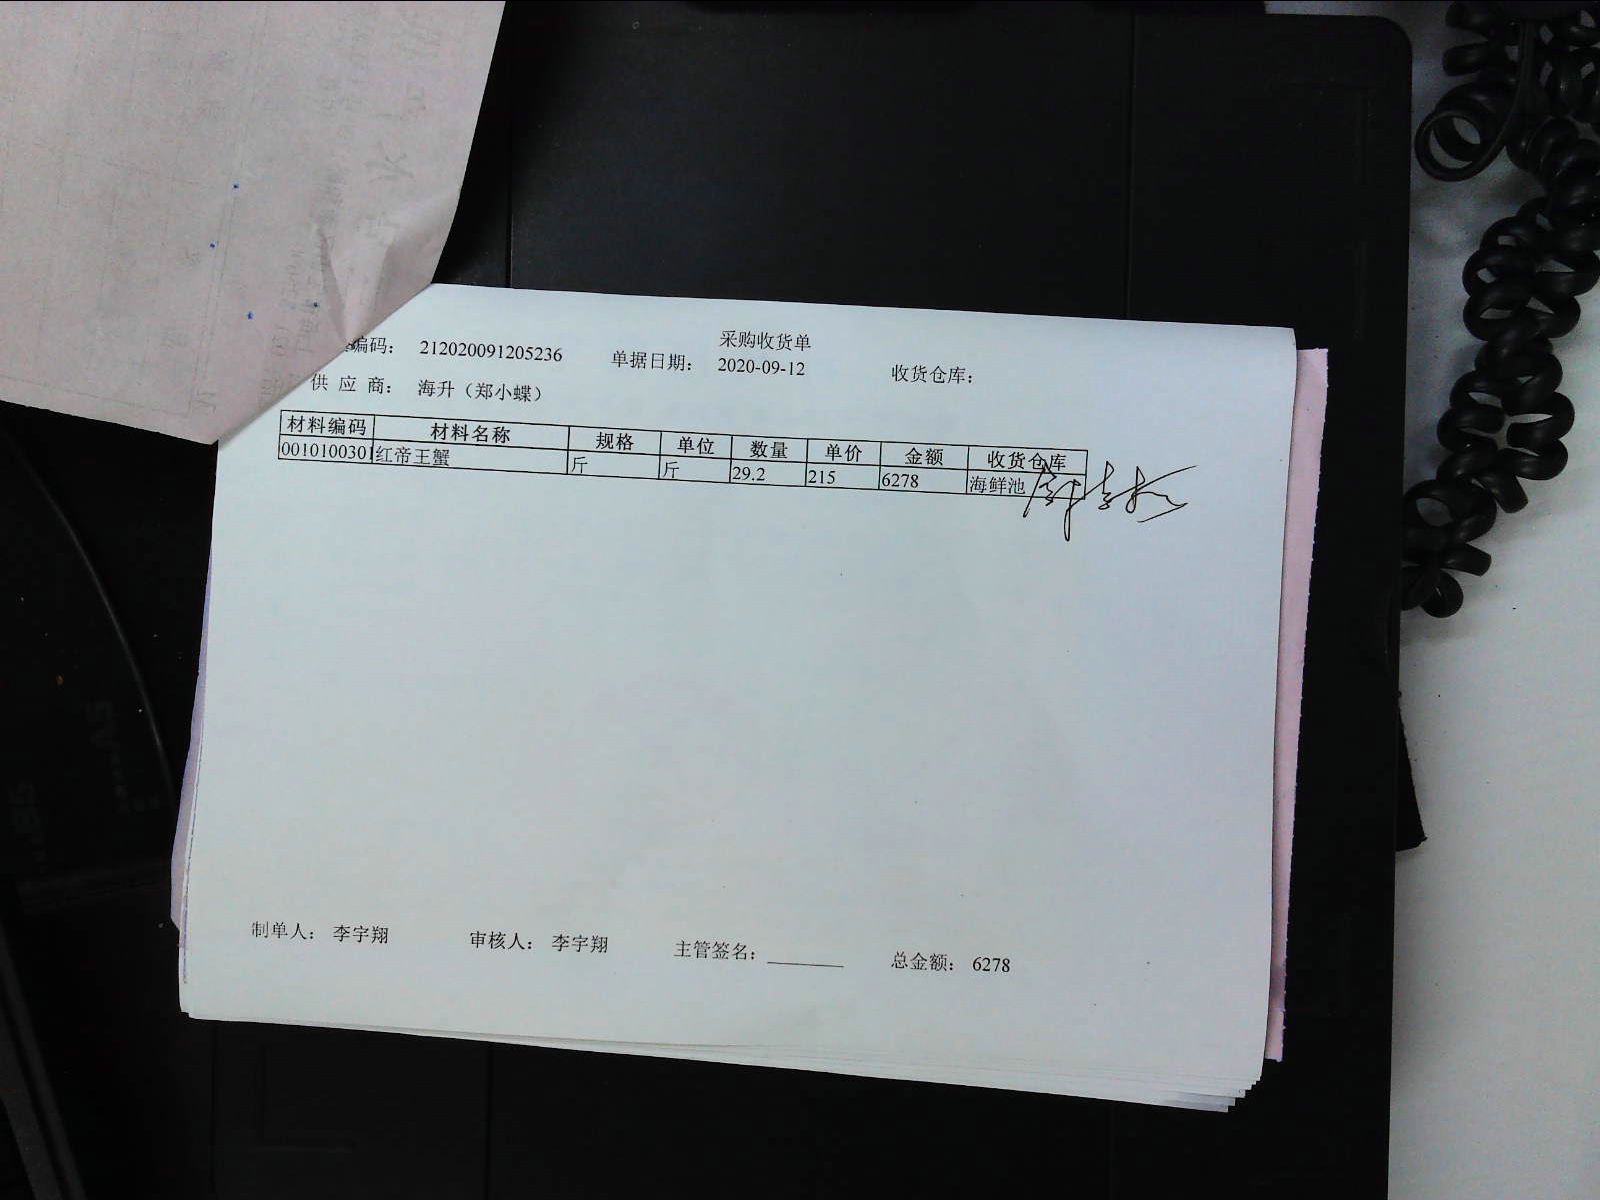 采购收货单
编码： 212020091205236 单据日期： 2020-09-12 收货仓库：
供 应 商： 海升（郑小蝶）
材料编码 材料名称 规格 单位 数量 单价 金额 收货仓库
0010100301 红帝王蟹 斤 斤 29.2 215 6278 海鲜池
制单人： 李宇翔 审核人： 李宇翔 主管签名： 总金额： 6278